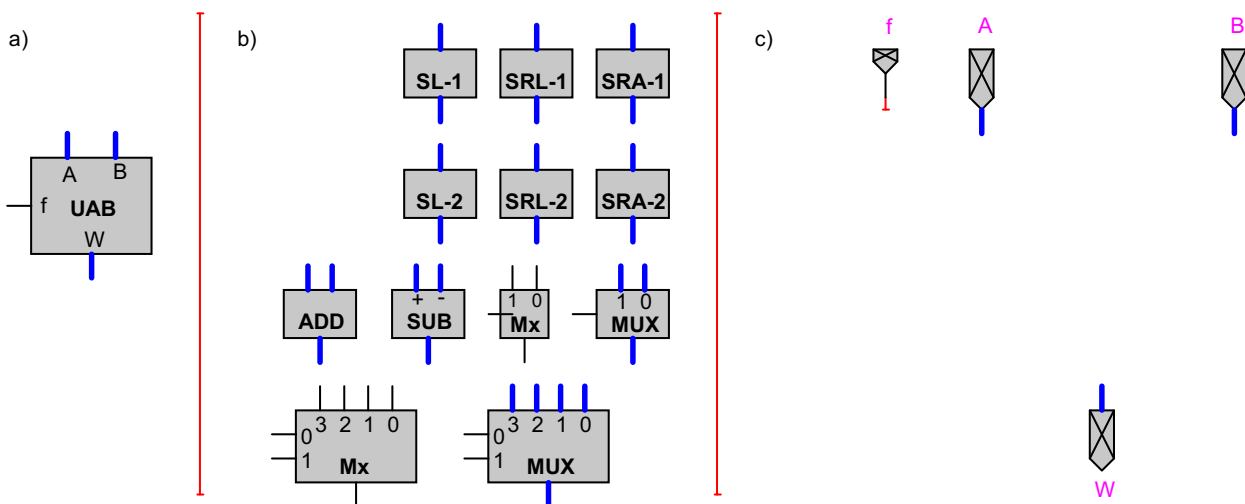 a)
A B
f
UAB
W
b)
SL-1 SRL-1 SRA-1
SL-2 SRL-2 SRA-2
+ - 1 0 1 0
ADD SUB Mx MUX
3 2 1 0 3 2 1 0
0 0
1 1
Mx MUX
c)
f A B
W